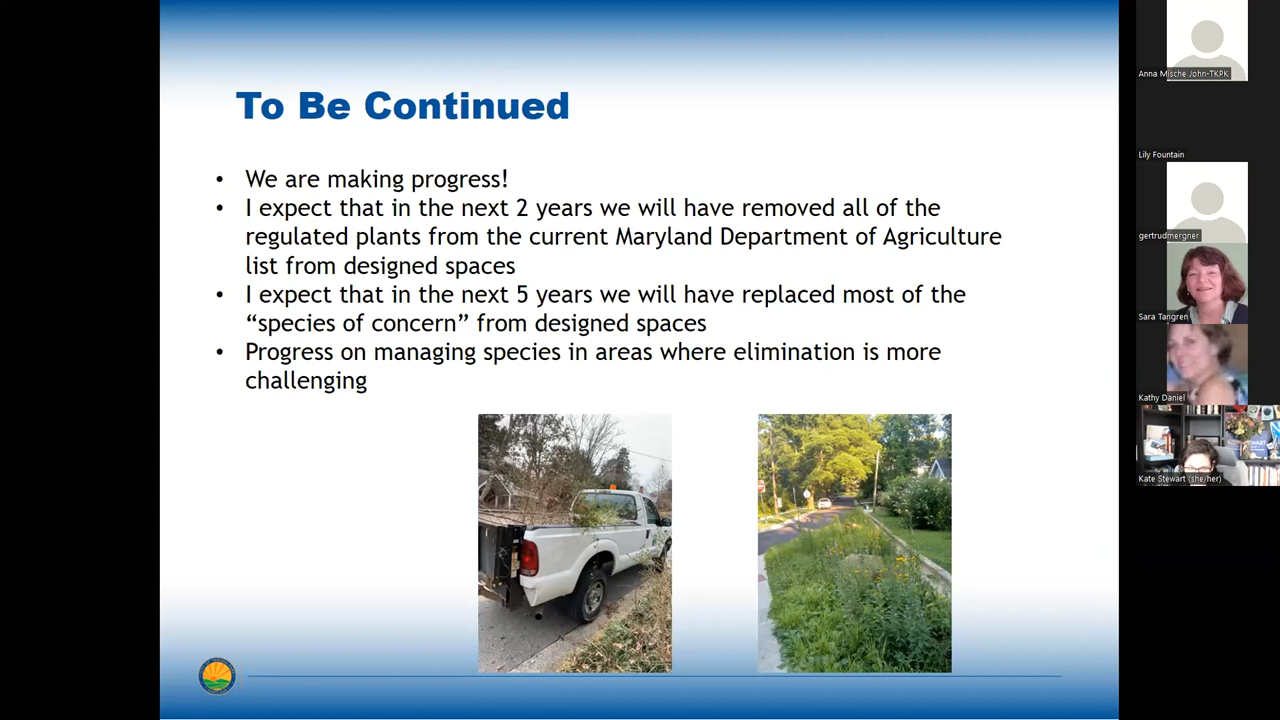 To Be Continued
• We are making progress!
• I expect that in the next 2 years we will have removed all of the
regulated plants from the current Maryland Department of Agriculture
list from designed spaces
• I expect that in the next 5 years we will have replaced most of the
“species of concern” from designed spaces
• Progress on managing species in areas where elimination is more
challenging
Anna Mische John-TKPK
Lily Fountain
gertrudmergner
Sara Tangren
Kathy Daniel
Kate Stewart (she/her)